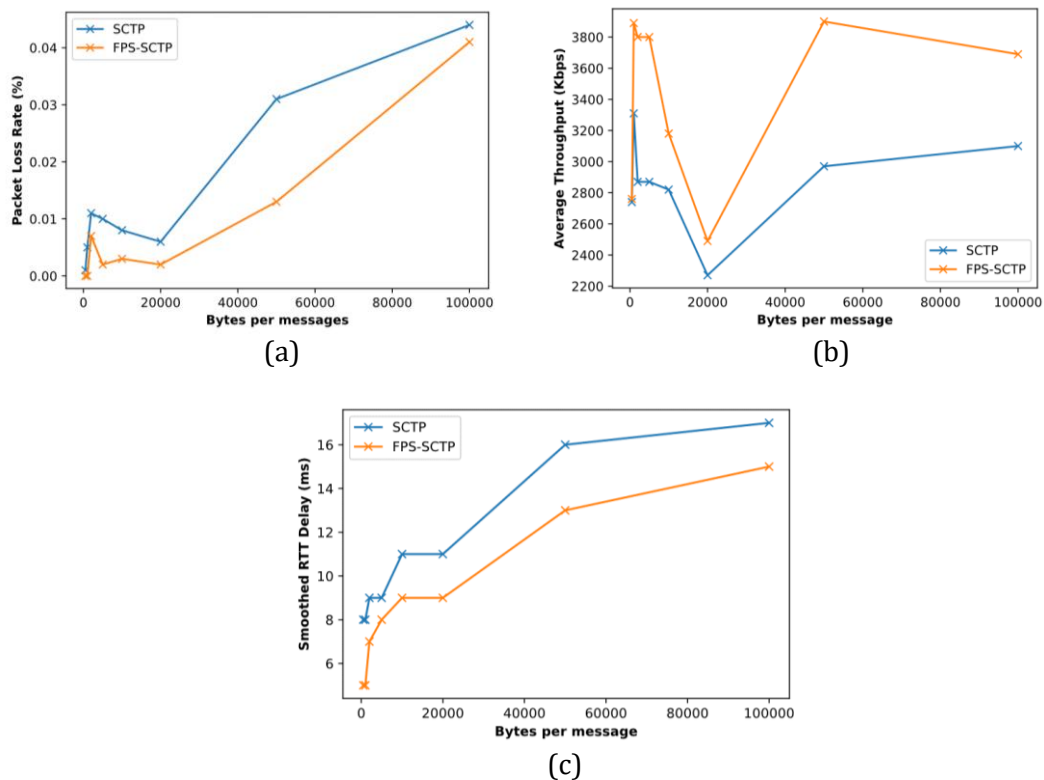 Packet Loss Rate (%)
0.04
0.03
0.02
0.01
0.00
SCTP
FPS-SCTP
0
20000
40000
60000
80000
100000
Bytes per messages
(a)
Average Throughput (Kbps)
3800
3600
3400
3200
3000
2800
2600
2400
2200
SCTP
FPS-SCTP
0
20000
40000
60000
80000
100000
Bytes per message
(b)
Smoothed RTT Delay (ms)
16
14
12
10
8
6
SCTP
FPS-SCTP
0
20000
40000
60000
80000
100000
Bytes per message
(c)